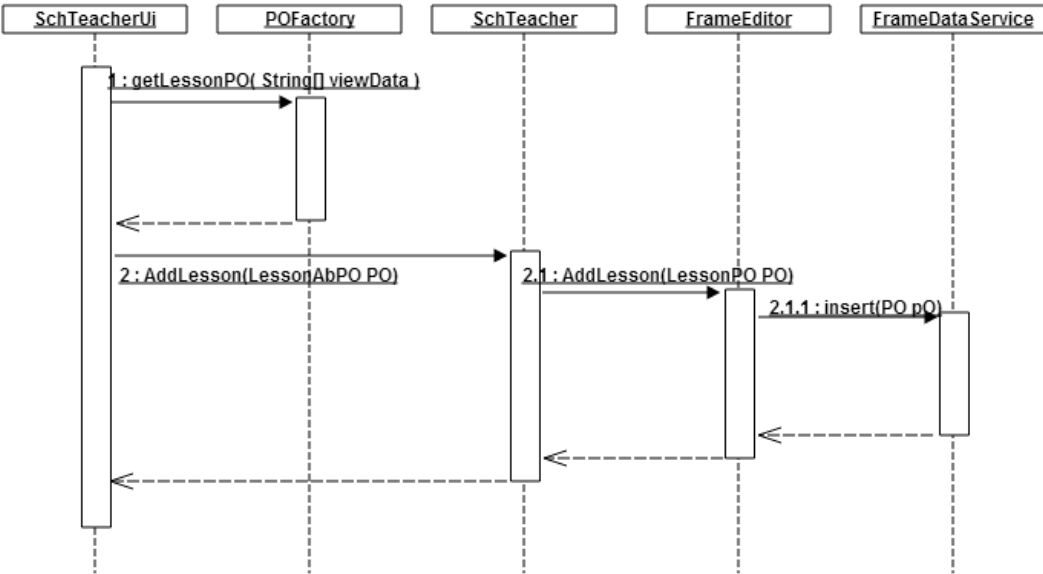 SchTeacherUi
POFactory
SchTeacher
FrameEditor
FrameDataService
1 : getLessonPO( String[] viewData )
2 : AddLesson(LessonAbPO PO)
2.1 : AddLesson(LessonPO PO)
2.1.1 : insert(PO pO)